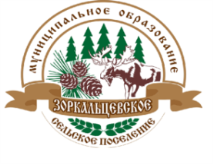 МУНИЦИПАЛЬНОЕ ОБРАЗОВАНИЕ
ЗОРКАЛЬЦЕВСКОЕ
СЕЛЬСКОЕ ПОСЕЛЕНИЕ